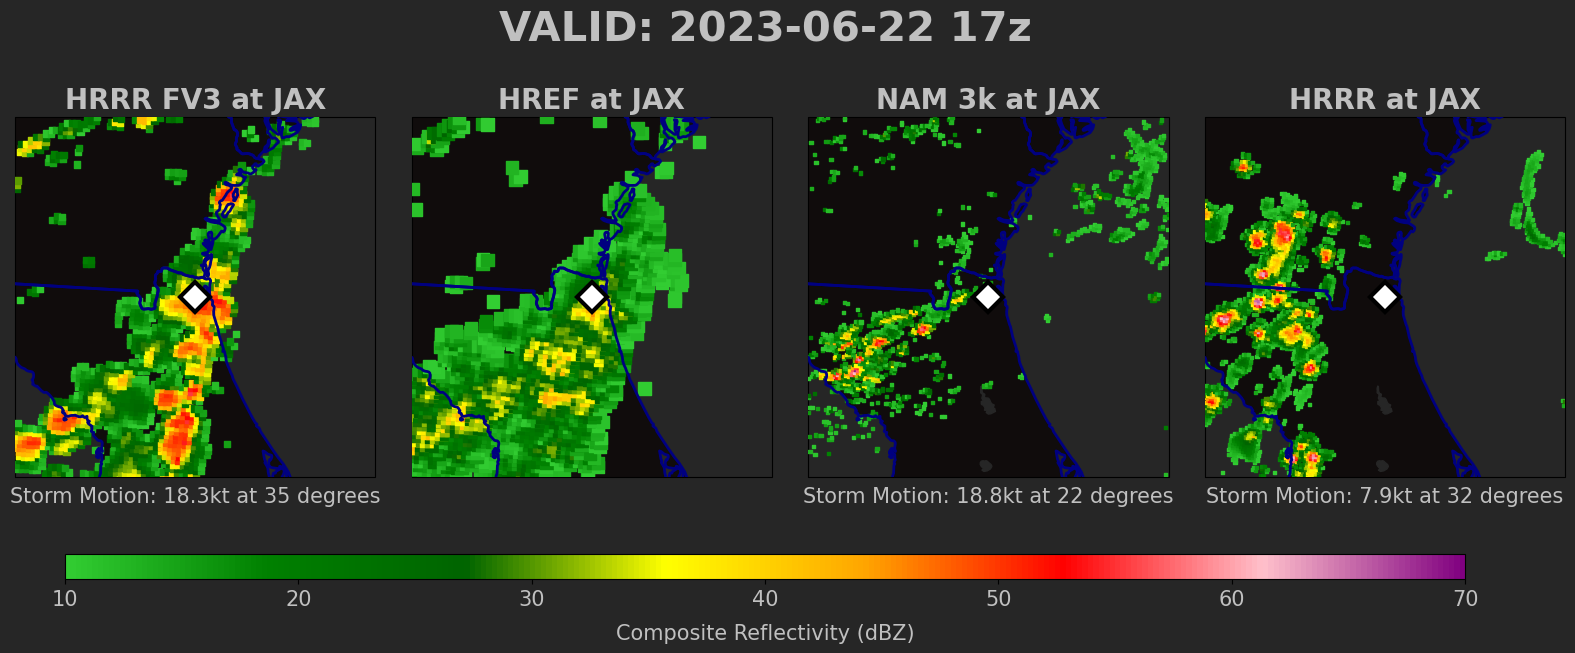 VALID: 2023-06-22 17z
HRRR FV3 at JAX
HREF at JAX
NAM 3k at JAX
HRRR at JAX
Storm Motion: 18.3kt at 35 degrees
Storm Motion: 18.8kt at 22 degrees
Storm Motion: 7.9kt at 32 degrees
10 20 30 40 50 60 70
Composite Reflectivity (dBZ)